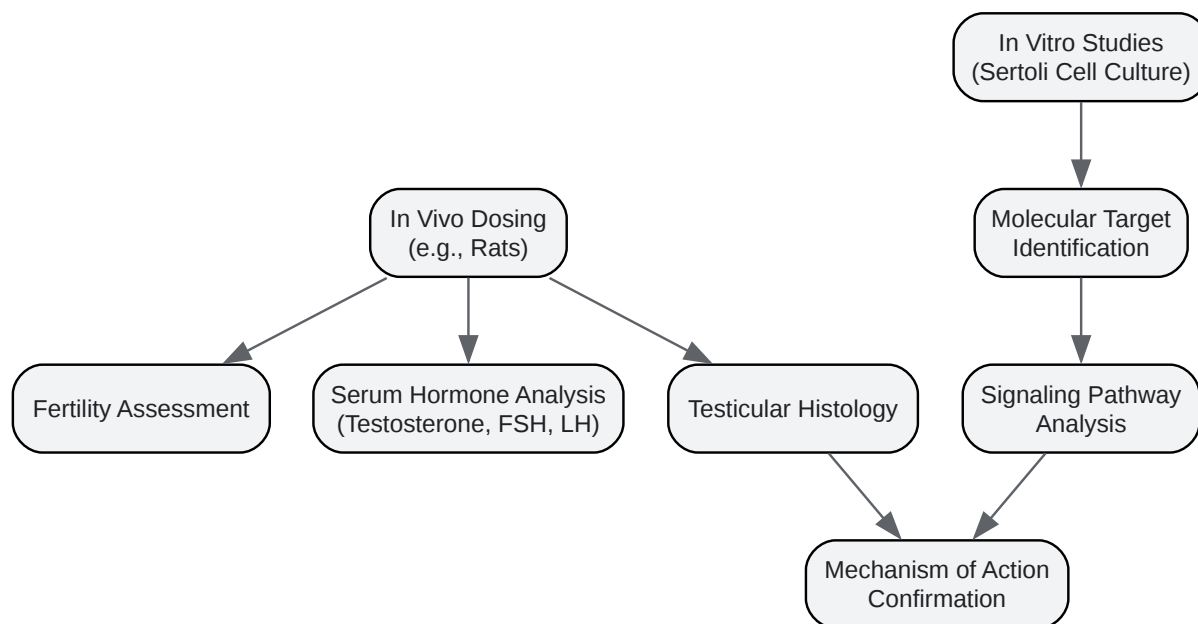 In Vitro Studies
(Sertoli Cell Culture)
In Vivo Dosing
(e.g., Rats)
Molecular Target
Identification
Fertility Assessment
Serum Hormone Analysis
(Testosterone, FSH, LH)
Testicular Histology
Signaling Pathway
Analysis
Mechanism of Action
Confirmation